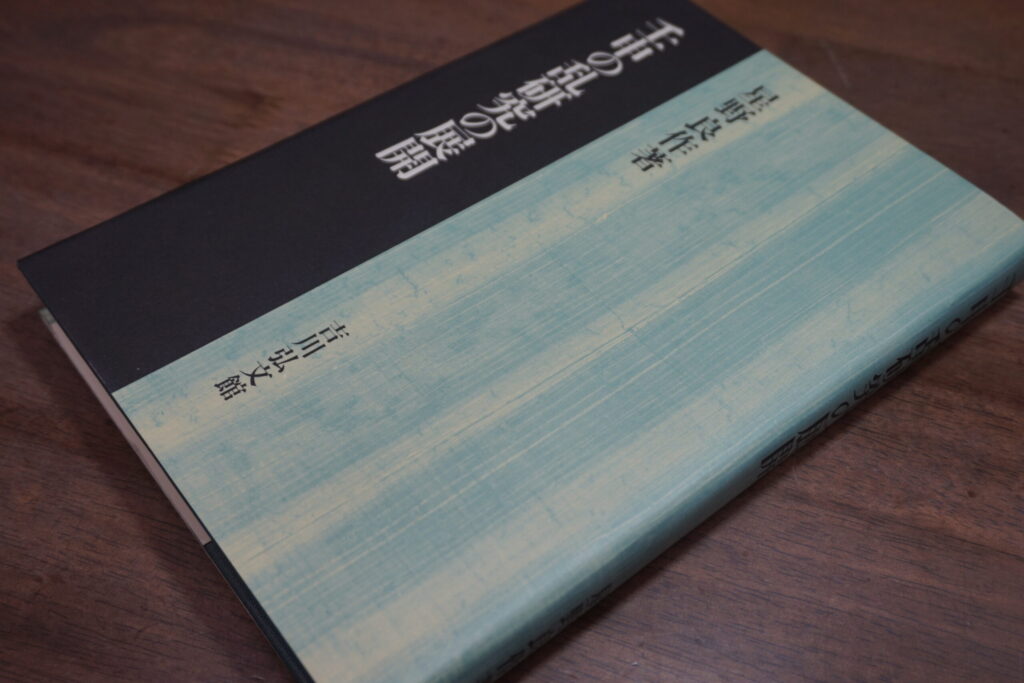 壬申の乱研究の展開
星野良作著
吉川弘文館